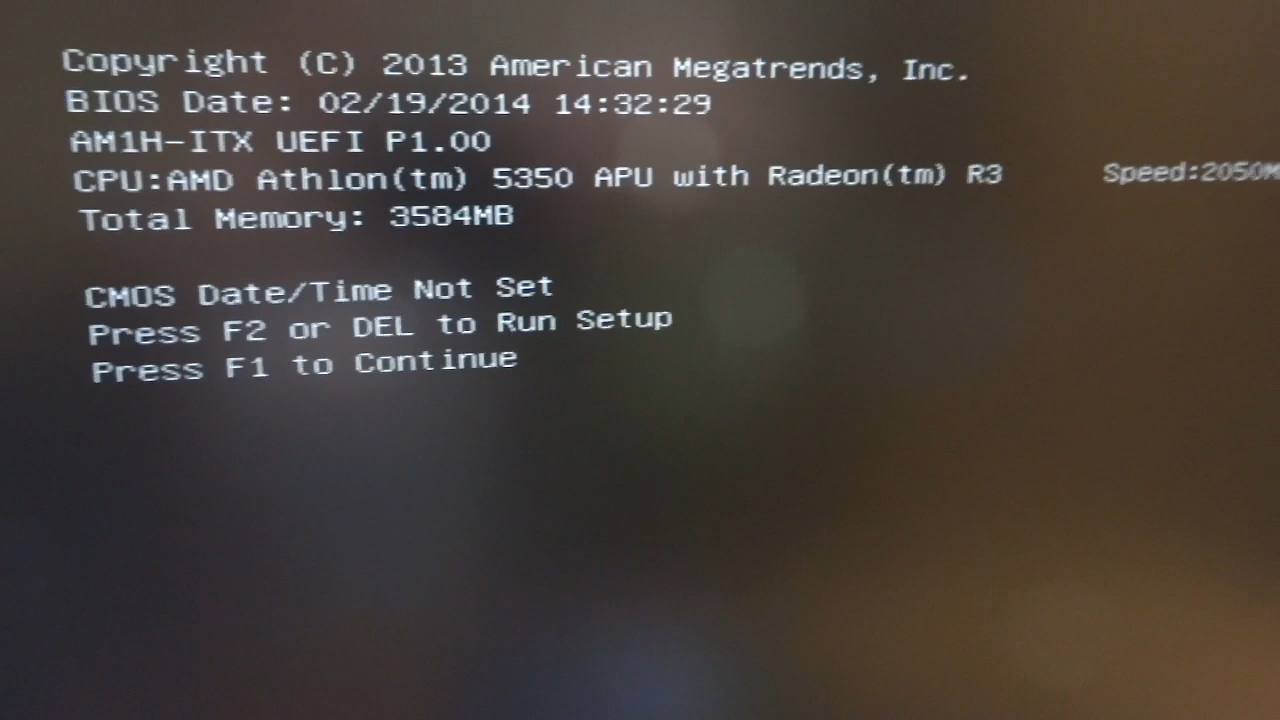 Copyright (C) 2013 American Megatrends, Inc.
BIOS Date: 02/19/2014 14:32:29
AM1H-ITX UEFI P1.00
CPU:AMD Athlon(tm) 5350 APU with Radeon(tm) R3 Speed:2050M
Total Memory: 3584MB
CMOS Date/Time Not Set
Press F2 or DEL to Run Setup
Press F1 to Continue